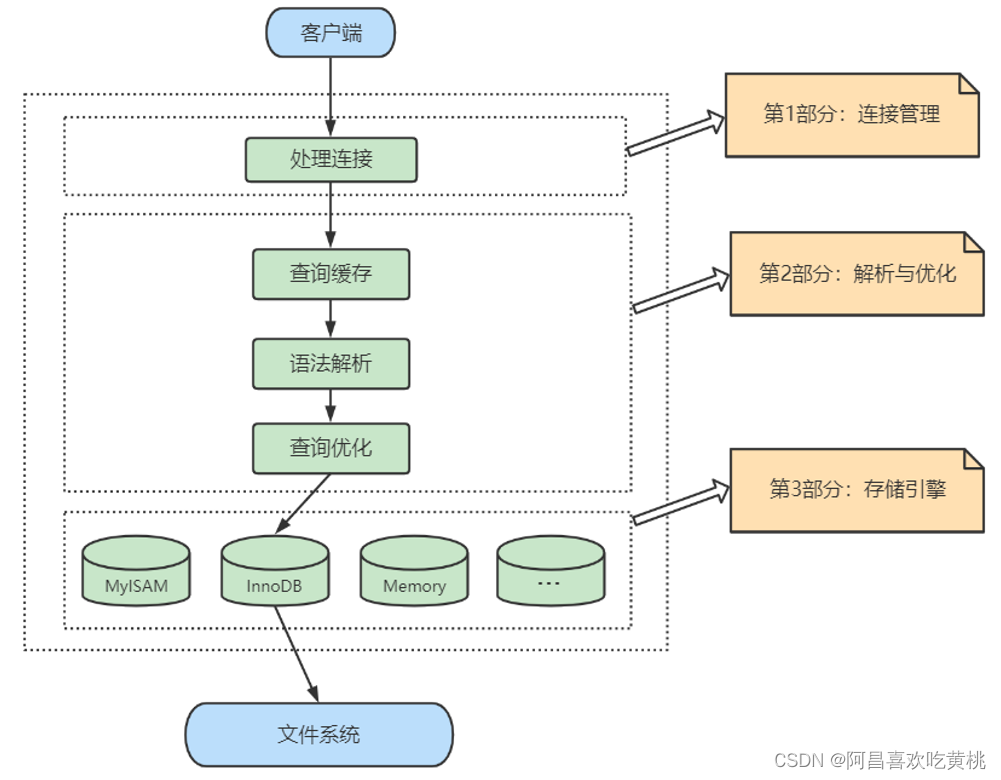 客户端
第1部分：连接管理
处理连接
查询缓存
第2部分：解析与优化
语法解析
查询优化
第3部分：存储引擎
MyISAM
InnoDB
Memory
...
文件系统
CSDN @阿昌喜欢吃黄桃